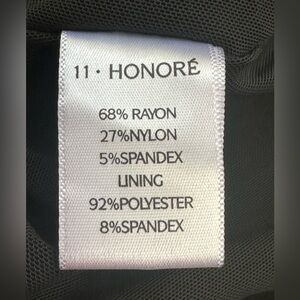 11 · HONORÉ
68% RAYON
27%NYLON
5%SPANDEX
LINING
92%POLYESTER
8%SPANDEX